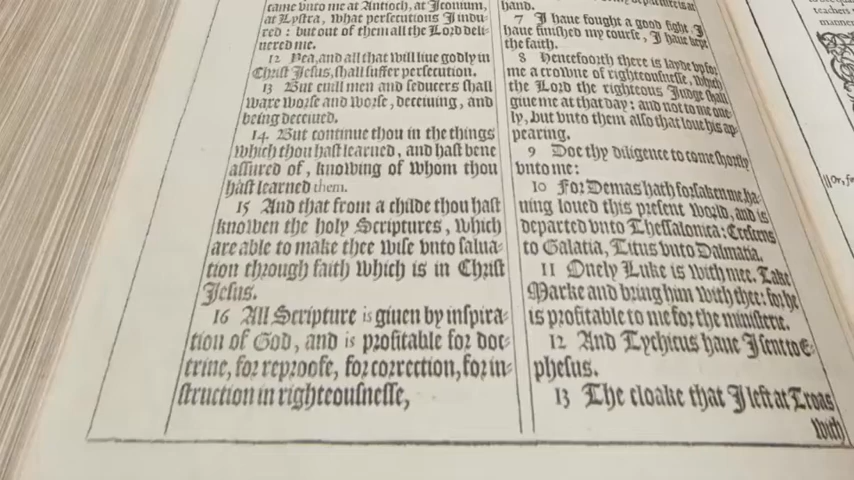 came vnto me at Antioch, at Iconium,
at Lystra, what persecutions I indu-
red: but out of them all the Lord deli-
uered me.
12 Yea, and all that will liue godly in
Christ Iesus, shall suffer persecution.
13 But euill men and seducers shall
waxe worse and worse, deceiuing, and
being deceiued.
14. But continue thou in the things
which thou hast learned, and hast bene
assured of, knowing of whom thou
hast learned them.
15 And that from a childe thou hast
knowen the holy Scriptures, which
are able to make thee wise vnto salua-
tion through faith which is in Christ
Iesus.
16 All Scripture is giuen by inspira-
tion of God, and is profitable for doc-
trine, for reproofe, for correction, for in-
struction in righteousnesse,
hand.
7 I haue fought a good fight, I
haue finished my course, I haue kept
the faith.
8 Hencefoorth there is layde vp for
me a crowne of righteousnesse, which
the Lord the righteous Iudge shall
giue me at that day: and not to me one-
ly, but vnto them also that loue his ap-
pearing.
9 Doe thy diligence to come shortly
vnto me:
10 For Demas hath forsaken me, ha-
uing loued this present world, and is
departed vnto Thessalonica: Crescens
to Galatia, Titus vnto Dalmatia.
11 Onely Luke is with mee. Take
Marke and bring him with thee: for he
is profitable to me for the ministerie.
12 And Tychicus haue I sent to E-
phesus.
13 The cloake that I left at Troas
with
teachers
manner
||Or,